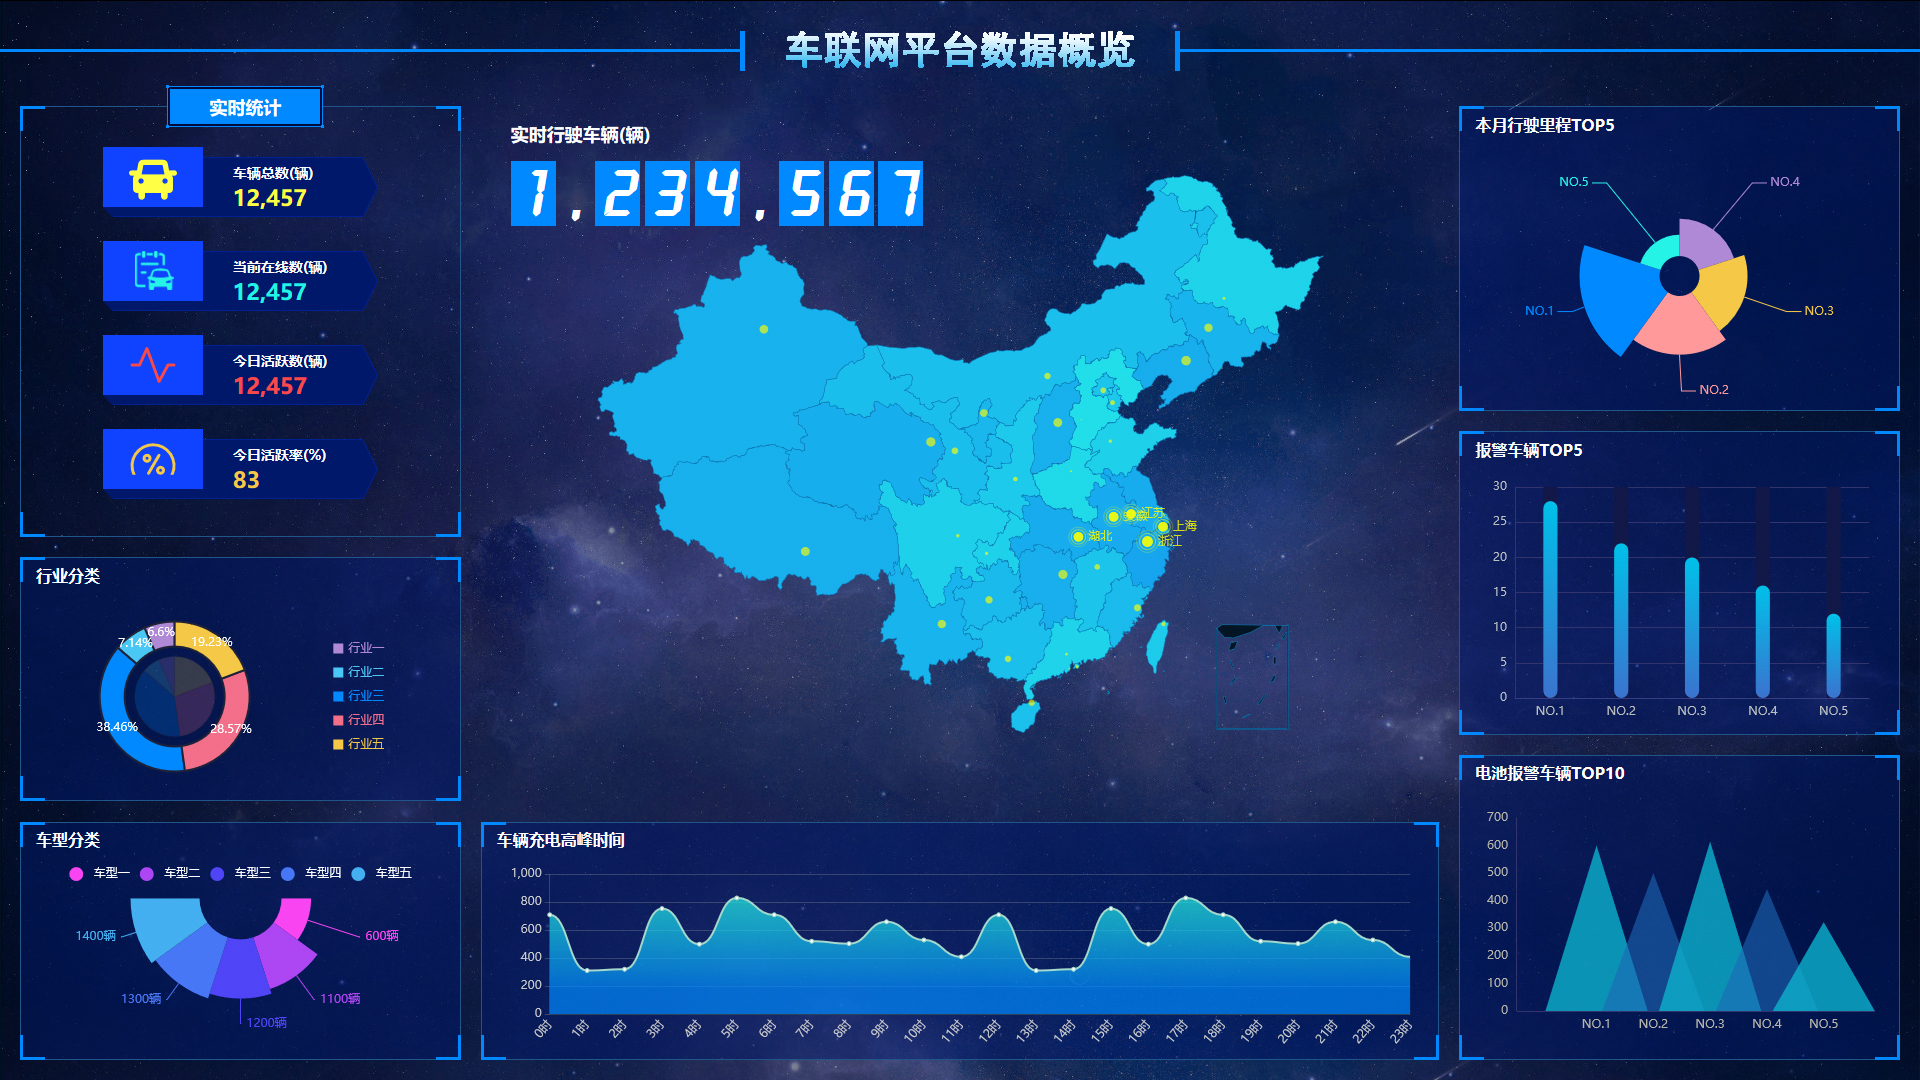 车联网平台数据概览
实时统计
车辆总数(辆)
12,457
当前在线数(辆)
12,457
今日活跃数(辆)
12,457
今日活跃率(%)
83
行业分类
6.6%
19.23%
7.14%
38.46%
28.57%
行业一
行业二
行业三
行业四
行业五
车型分类
车型一 车型二 车型三 车型四 车型五
1400辆
600辆
1300辆
1100辆
1200辆
实时行驶车辆(辆)
1,234,567
江苏
上海
湖北
浙江
车辆充电高峰时间
1,000
800
600
400
200
0
0时 1时 2时 3时 4时 5时 6时 7时 8时 9时 10时 11时 12时 13时 14时 15时 16时 17时 18时 19时 20时 21时 22时 23时
本月行驶里程TOP5
NO.5
NO.4
NO.1
NO.3
NO.2
报警车辆TOP5
30
25
20
15
10
5
0
NO.1 NO.2 NO.3 NO.4 NO.5
电池报警车辆TOP10
700
600
500
400
300
200
100
0
NO.1 NO.2 NO.3 NO.4 NO.5